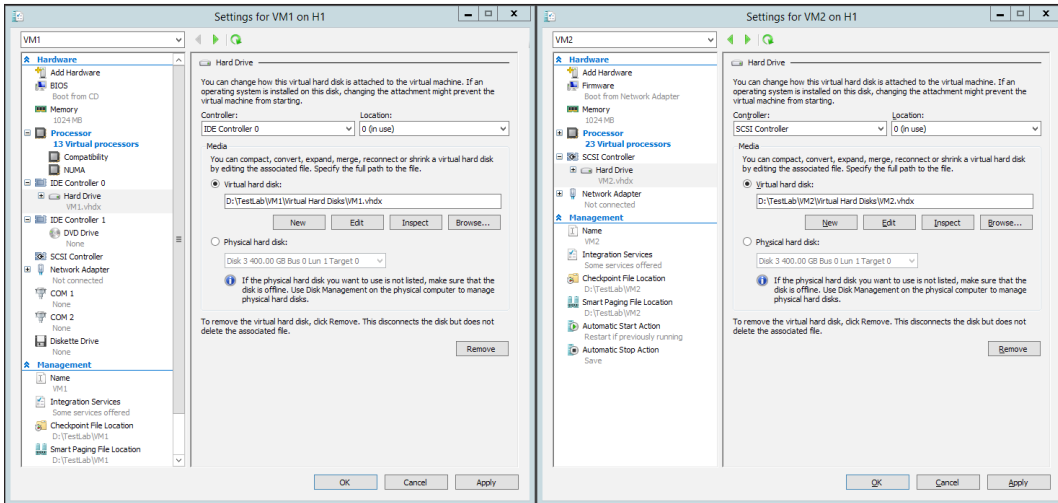 Settings for VM1 on H1
VM1
Hardware
Add Hardware
BIOS
Boot from CD
Memory
1024 MB
Processor
13 Virtual processors
Compatibility
NUMA
IDE Controller 0
Hard Drive
VM1.vhdx
IDE Controller 1
DVD Drive
None
SCSI Controller
Network Adapter
Not connected
COM 1
None
COM 2
None
Diskette Drive
None
Management
Name
VM1
Integration Services
Some services offered
Checkpoint File Location
D:\TestLab\VM1
Smart Paging File Location
D:\TestLab\VM1
Hard Drive
You can change how this virtual hard disk is attached to the virtual machine. If an
operating system is installed on this disk, changing the attachment might prevent the
virtual machine from starting.
Controller: Location:
IDE Controller 0 0 (in use)
Media
You can compact, convert, expand, merge, reconnect or shrink a virtual hard disk
by editing the associated file. Specify the full path to the file.
Virtual hard disk:
D:\TestLab\VM1\Virtual Hard Disks\VM1.vhdx
New Edit Inspect Browse...
Physical hard disk:
Disk 3 400.00 GB Bus 0 Lun 1 Target 0
If the physical hard disk you want to use is not listed, make sure that the
disk is offline. Use Disk Management on the physical computer to manage
physical hard disks.
To remove the virtual hard disk, click Remove. This disconnects the disk but does not
delete the associated file.
Remove
OK Cancel Apply
Settings for VM2 on H1
VM2
Hardware
Add Hardware
Firmware
Boot from Network Adapter
Memory
1024 MB
Processor
23 Virtual processors
SCSI Controller
Hard Drive
VM2.vhdx
Network Adapter
Not connected
Management
Name
VM2
Integration Services
Some services offered
Checkpoint File Location
D:\TestLab\VM2
Smart Paging File Location
D:\TestLab\VM2
Automatic Start Action
Restart if previously running
Automatic Stop Action
Save
Hard Drive
You can change how this virtual hard disk is attached to the virtual machine. If an
operating system is installed on this disk, changing the attachment might prevent the
virtual machine from starting.
Controller: Location:
SCSI Controller 0 (in use)
Media
You can compact, convert, expand, merge, reconnect or shrink a virtual hard disk
by editing the associated file. Specify the full path to the file.
Virtual hard disk:
D:\TestLab\VM2\Virtual Hard Disks\VM2.vhdx
New Edit Inspect Browse...
Physical hard disk:
Disk 3 400.00 GB Bus 0 Lun 1 Target 0
If the physical hard disk you want to use is not listed, make sure that the
disk is offline. Use Disk Management on the physical computer to manage
physical hard disks.
To remove the virtual hard disk, click Remove. This disconnects the disk but does not
delete the associated file.
Remove
OK Cancel Apply